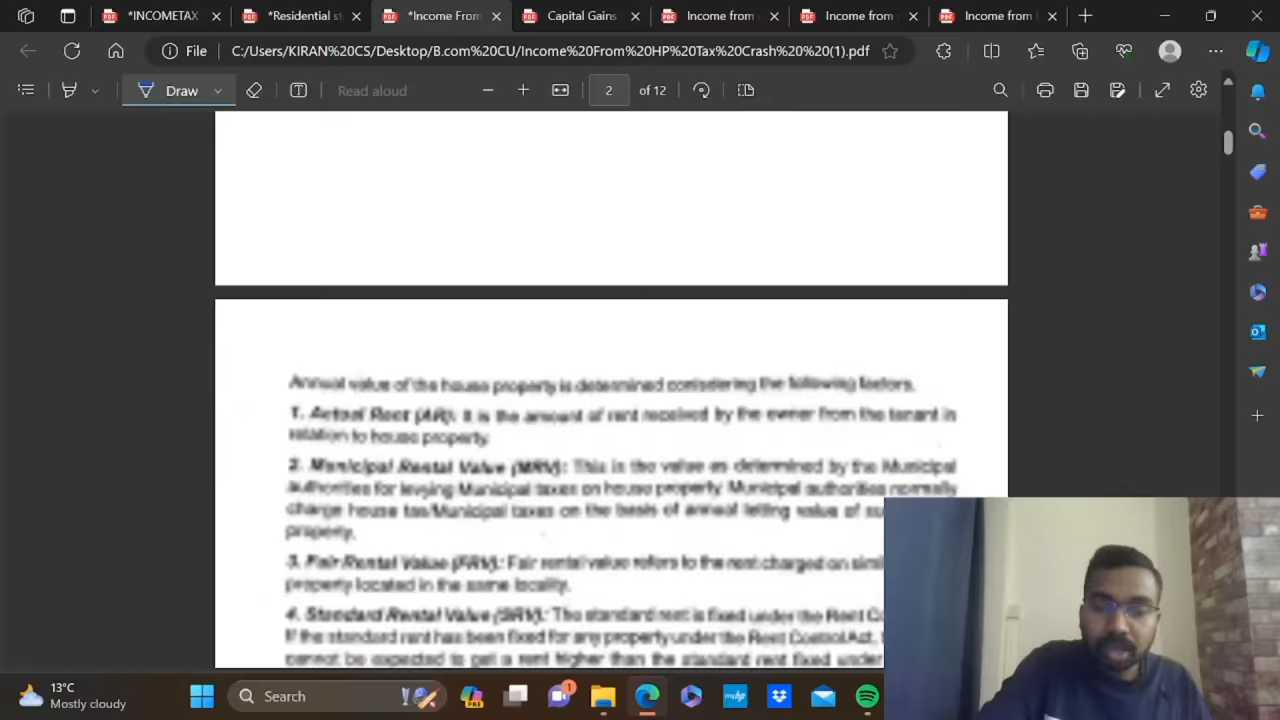 *INCOMETAX
*Residential st
*Income From
Capital Gains
Income from
Income from
Income from
File
C:/Users/KIRAN%20CS/Desktop/B.com%20CU/Income%20From%20HP%20Tax%20Crash%20%20(1).pdf
Draw
Read aloud
2
of 12
Annual value of the house property is determined considering the following factors.
1. Actual Rent (AR): It is the amount of rent received by the owner from the tenant in
relation to house property.
2. Municipal Rental Value (MRV): This is the value as determined by the Municipal
authorities for levying Municipal taxes on house property. Municipal authorities normally
charge house tax/Municipal taxes on the basis of annual letting value of
property.
3. Fair Rental Value (FRV): Fair rental value refers to the rent charged on
property located in the same locality.
4. Standard Rental Value (SRV): The standard rent is fixed under the Rent
If the standard rent has been fixed for any property under the Rent Control Act,
cannot be expected to get a rent higher than the standard rent fixed under
13°C
Mostly cloudy
Search
PRE
1
myhp